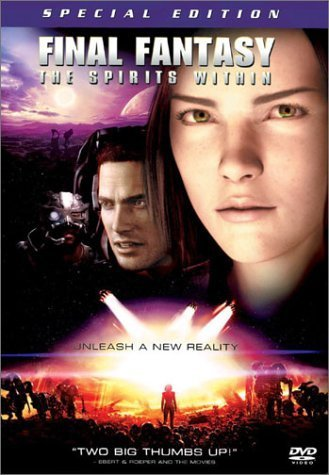 SPECIAL EDITION
FINAL FANTASY
THE SPIRITS WITHIN
UNLEASH A NEW REALITY
"TWO BIG THUMBS UP!"
—EBERT & ROEPER AND THE MOVIES
DVD
VIDEO